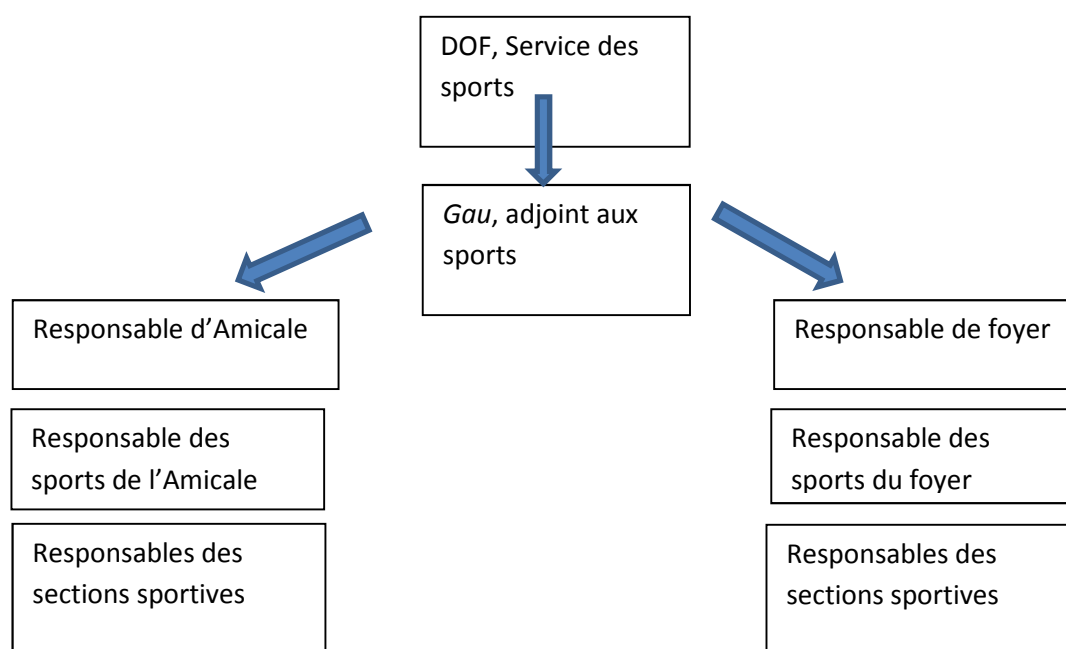 DOF, Service des
sports
Gau, adjoint aux
sports
Responsable d’Amicale
Responsable de foyer
Responsable des
sports de l’Amicale
Responsable des
sports du foyer
Responsables des
sections sportives
Responsables des
sections sportives